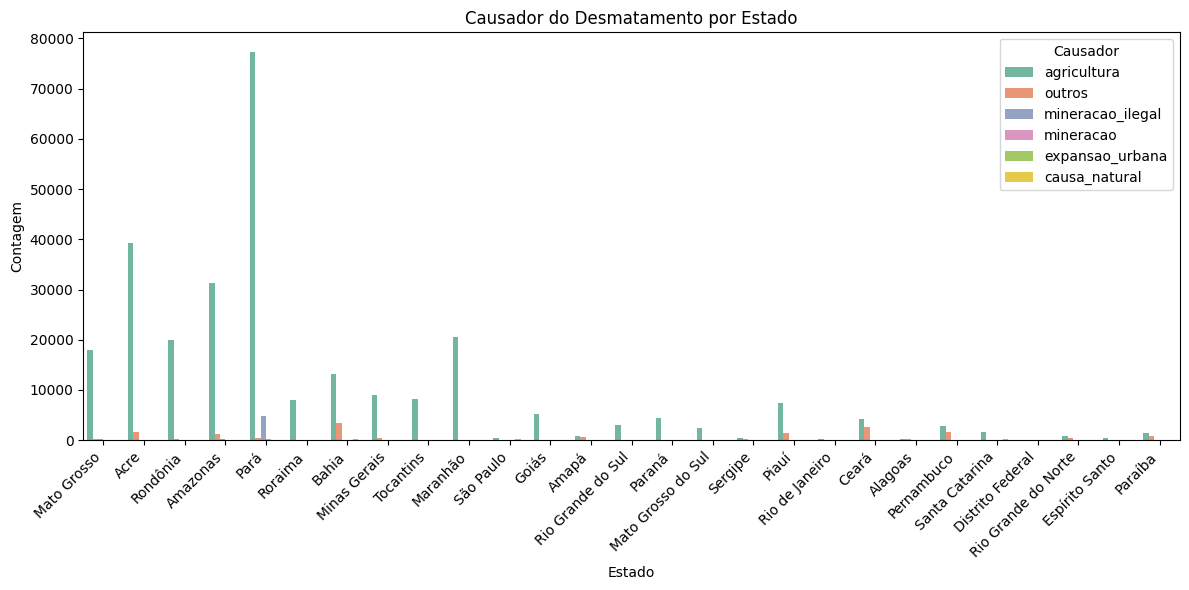 Causador do Desmatamento por Estado
Causador
agricultura
outros
mineracao_ilegal
mineracao
expansao_urbana
causa_natural
Contagem
80000
70000
60000
50000
40000
30000
20000
10000
0
Mato Grosso
Acre
Rondônia
Amazonas
Pará
Roraima
Bahia
Minas Gerais
Tocantins
Maranhão
São Paulo
Goiás
Amapá
Rio Grande do Sul
Paraná
Mato Grosso do Sul
Sergipe
Piauí
Rio de Janeiro
Ceará
Alagoas
Pernambuco
Santa Catarina
Distrito Federal
Rio Grande do Norte
Espírito Santo
Paraíba
Estado